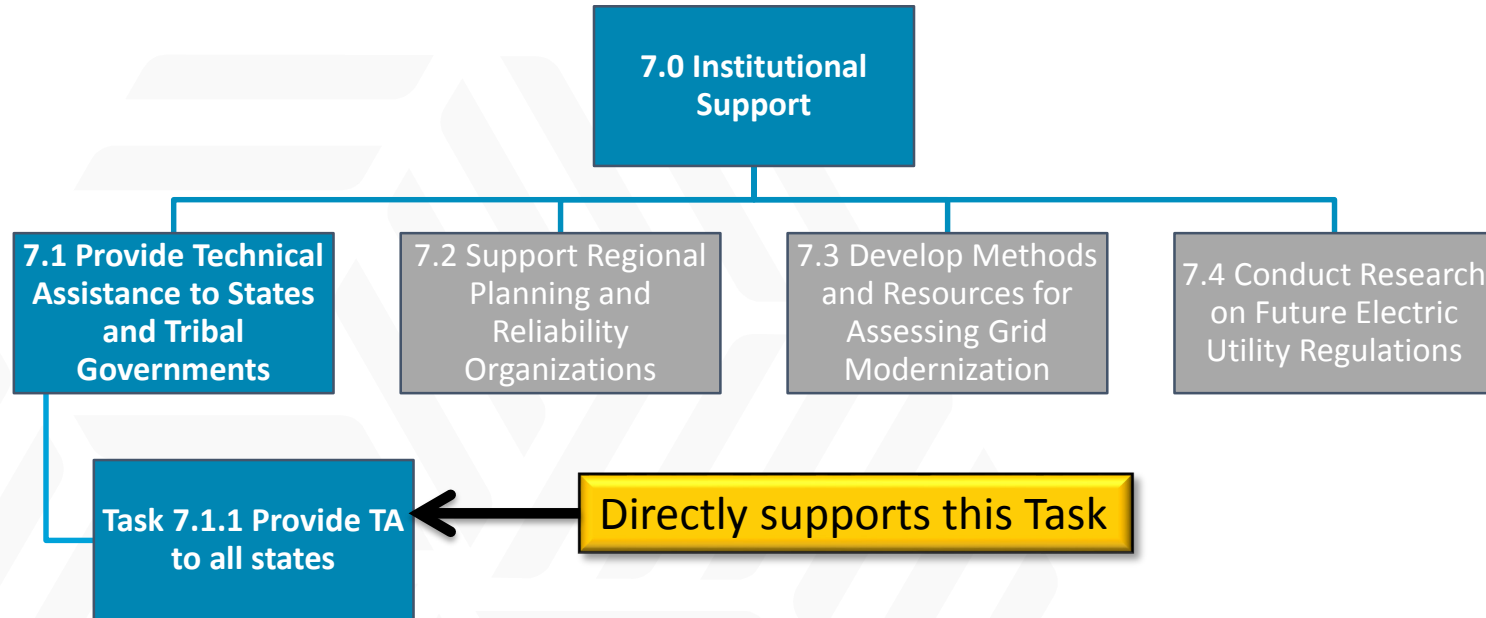 7.0 Institutional
Support
7.1 Provide Technical
Assistance to States
and Tribal
Governments
7.2 Support Regional
Planning and
Reliability
Organizations
7.3 Develop Methods
and Resources for
Assessing Grid
Modernization
7.4 Conduct Research
on Future Electric
Utility Regulations
Task 7.1.1 Provide TA
to all states
Directly supports this Task